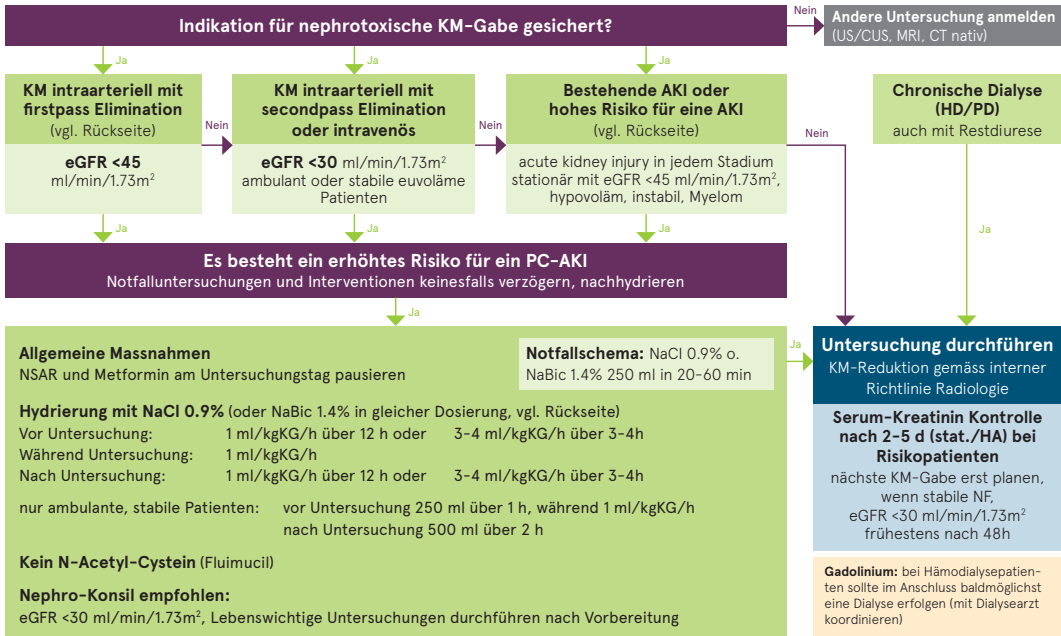 Indikation für nephrotoxische KM-Gabe gesichert?
Nein
Andere Untersuchung anmelden
(US/CUS, MRI, CT nativ)
Ja
Ja
Ja
KM intraarteriell mit
firstpass Elimination
(vgl. Rückseite)
eGFR <45
ml/min/1.73m²
Nein
KM intraarteriell mit
secondpass Elimination
oder intravenös
eGFR <30 ml/min/1.73m²
ambulant oder stabile euvoläme
Patienten
Nein
Bestehende AKI oder
hohes Risiko für eine AKI
(vgl. Rückseite)
acute kidney injury in jedem Stadium
stationär mit eGFR <45 ml/min/1.73m²,
hypovoläm, instabil, Myelom
Nein
Chronische Dialyse
(HD/PD)
auch mit Restdiurese
Ja
Ja
Ja
Ja
Es besteht ein erhöhtes Risiko für ein PC-AKI
Notfalluntersuchungen und Interventionen keinesfalls verzögern, nachhydrieren
Ja
Allgemeine Massnahmen
NSAR und Metformin am Untersuchungstag pausieren
Notfallschema: NaCl 0.9% o.
NaBic 1.4% 250 ml in 20-60 min
Hydrierung mit NaCl 0.9% (oder NaBic 1.4% in gleicher Dosierung, vgl. Rückseite)
Vor Untersuchung: 1 ml/kgKG/h über 12 h oder 3-4 ml/kgKG/h über 3-4h
Während Untersuchung: 1 ml/kgKG/h
Nach Untersuchung: 1 ml/kgKG/h über 12 h oder 3-4 ml/kgKG/h über 3-4h
nur ambulante, stabile Patienten: vor Untersuchung 250 ml über 1 h, während 1 ml/kgKG/h
nach Untersuchung 500 ml über 2 h
Kein N-Acetyl-Cystein (Fluimucil)
Nephro-Konsil empfohlen:
eGFR <30 ml/min/1.73m², Lebenswichtige Untersuchungen durchführen nach Vorbereitung
Ja
Untersuchung durchführen
KM-Reduktion gemäss interner
Richtlinie Radiologie
Serum-Kreatinin Kontrolle
nach 2-5 d (stat./HA) bei
Risikopatienten
nächste KM-Gabe erst planen,
wenn stabile NF,
eGFR <30 ml/min/1.73m²
frühestens nach 48h
Gadolinium: bei Hämodialysepatien-
ten sollte im Anschluss baldmöglichst
eine Dialyse erfolgen (mit Dialysearzt
koordinieren)